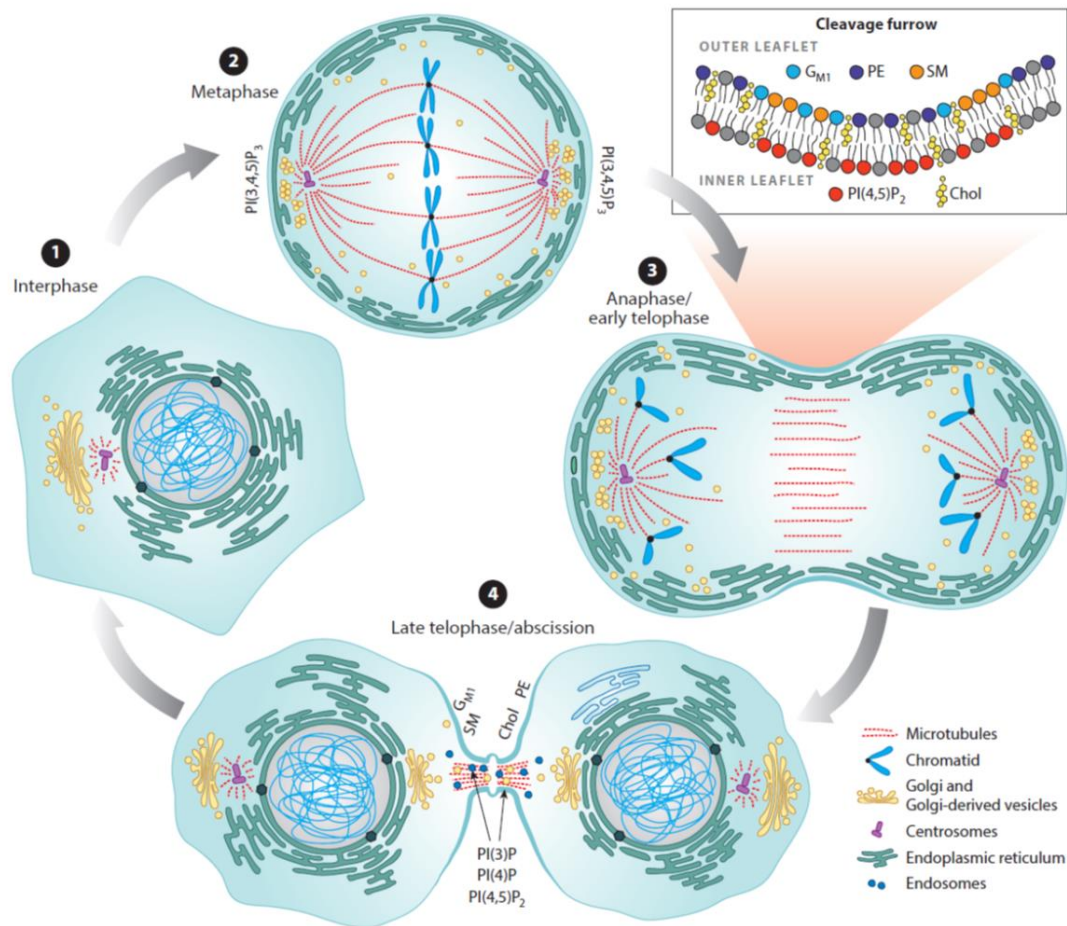 Cleavage furrow
OUTER LEAFLET
G_M1 PE SM
INNER LEAFLET
PI(4,5)P₂ Chol
2
Metaphase
PI(3,4,5)P₃
PI(3,4,5)P₃
1
Interphase
3
Anaphase/
early telophase
4
Late telophase/abscission
G_M1
SM
Chol
PE
PI(3)P
PI(4)P
PI(4,5)P₂
Microtubules
Chromatid
Golgi and
Golgi-derived vesicles
Centrosomes
Endoplasmic reticulum
Endosomes